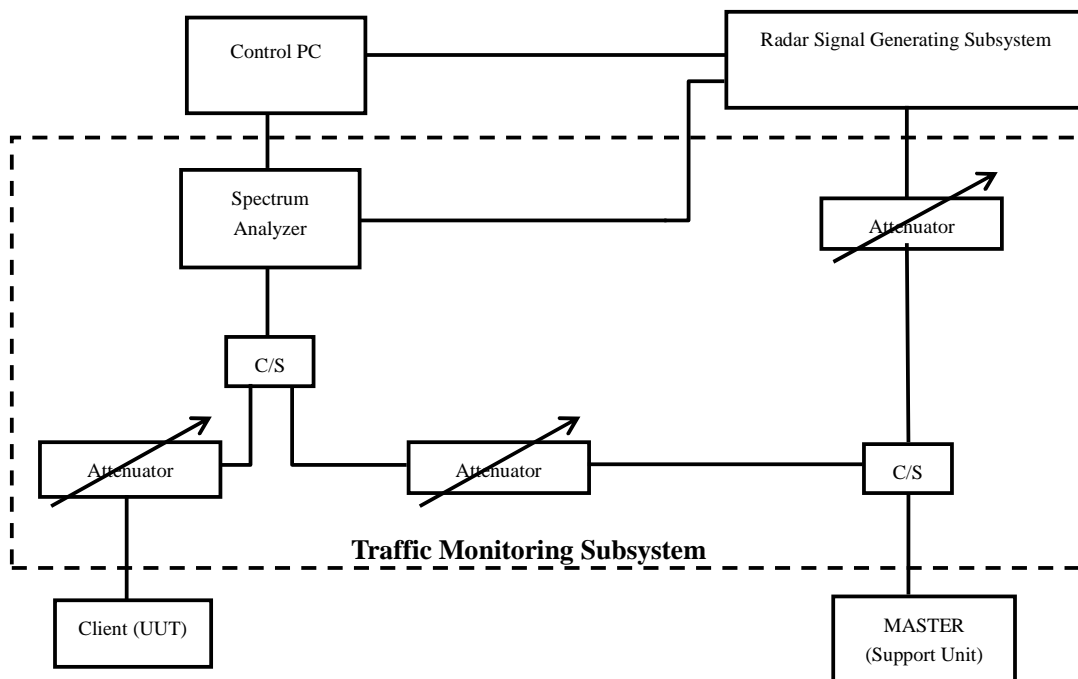 Control PC
Radar Signal Generating Subsystem
Spectrum
Analyzer
Attenuator
C/S
Attenuator
Attenuator
C/S
Traffic Monitoring Subsystem
Client (UUT)
MASTER
(Support Unit)